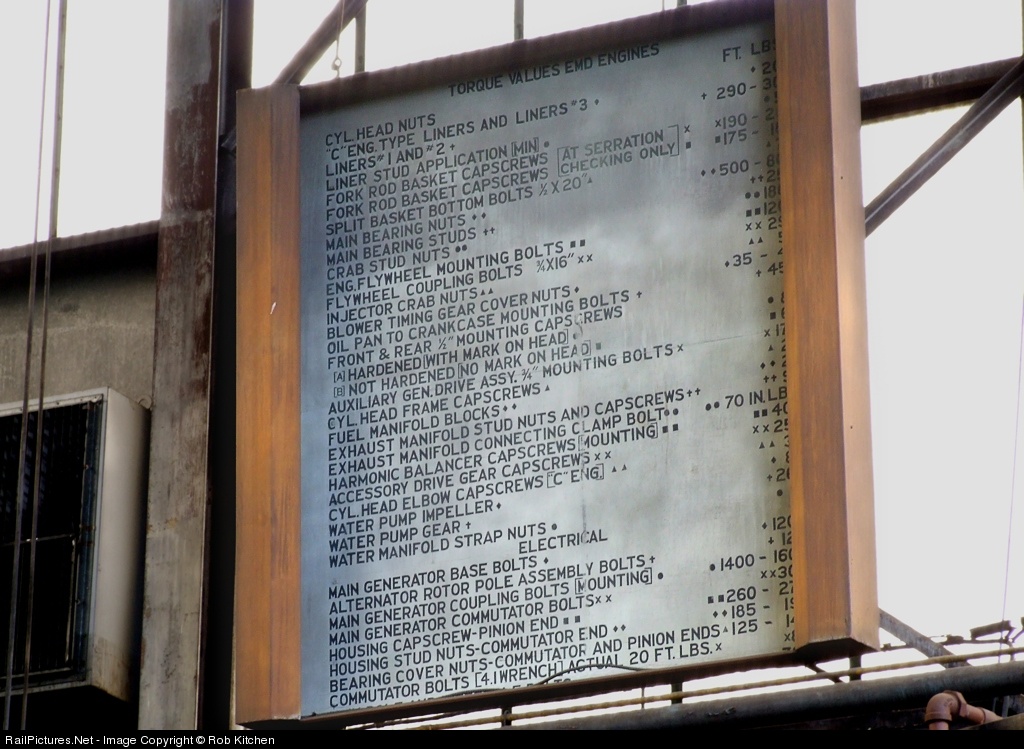 TORQUE VALUES EMD ENGINES FT. LB
CYL. HEAD NUTS
"C" ENG. TYPE LINERS AND LINERS #3 290-
LINERS #1 AND #2
LINER STUD APPLICATION [MIN] ×190 -
FORK ROD BASKET CAPSCREWS [AT SERRATION × ■175 -
FORK ROD BASKET CAPSCREWS CHECKING ONLY] ■
SPLIT BASKET BOTTOM BOLTS ½ X 20" ▲ 500 -
MAIN BEARING NUTS
MAIN BEARING STUDS
CRAB STUD NUTS ●●
ENG. FLYWHEEL MOUNTING BOLTS ■■
FLYWHEEL COUPLING BOLTS ¾X16" ××
INJECTOR CRAB NUTS ▲▲
BLOWER TIMING GEAR COVER NUTS 35 -
OIL PAN TO CRANKCASE MOUNTING BOLTS
FRONT & REAR ½" MOUNTING CAPSCREWS
[A] HARDENED [WITH MARK ON HEAD]
[B] NOT HARDENED [NO MARK ON HEAD] ■
AUXILIARY GEN. DRIVE ASSY. ¾" MOUNTING BOLTS ×
CYL. HEAD FRAME CAPSCREWS ▲
FUEL MANIFOLD BLOCKS
EXHAUST MANIFOLD STUD NUTS AND CAPSCREWS
EXHAUST MANIFOLD CONNECTING CLAMP BOLT ●● ●●70 IN.LB
HARMONIC BALANCER CAPSCREWS [MOUNTING] ■■
ACCESSORY DRIVE GEAR CAPSCREWS ××
CYL. HEAD ELBOW CAPSCREWS ["C" ENG.] ▲▲
WATER PUMP IMPELLER
WATER PUMP GEAR
WATER MANIFOLD STRAP NUTS ●
ELECTRICAL
MAIN GENERATOR BASE BOLTS
ALTERNATOR ROTOR POLE ASSEMBLY BOLTS
MAIN GENERATOR COUPLING BOLTS [MOUNTING] ● ●1400 -
MAIN GENERATOR COMMUTATOR BOLTS ××
HOUSING CAPSCREW-PINION END ■■ ■■260 -
HOUSING STUD NUTS-COMMUTATOR END 185 -
BEARING COVER NUTS-COMMUTATOR AND PINION ENDS ▲125 -
COMMUTATOR BOLTS [4.1 WRENCH] ACTUAL 20 FT. LBS. ×
RailPictures.Net - Image Copyright © Rob Kitchen